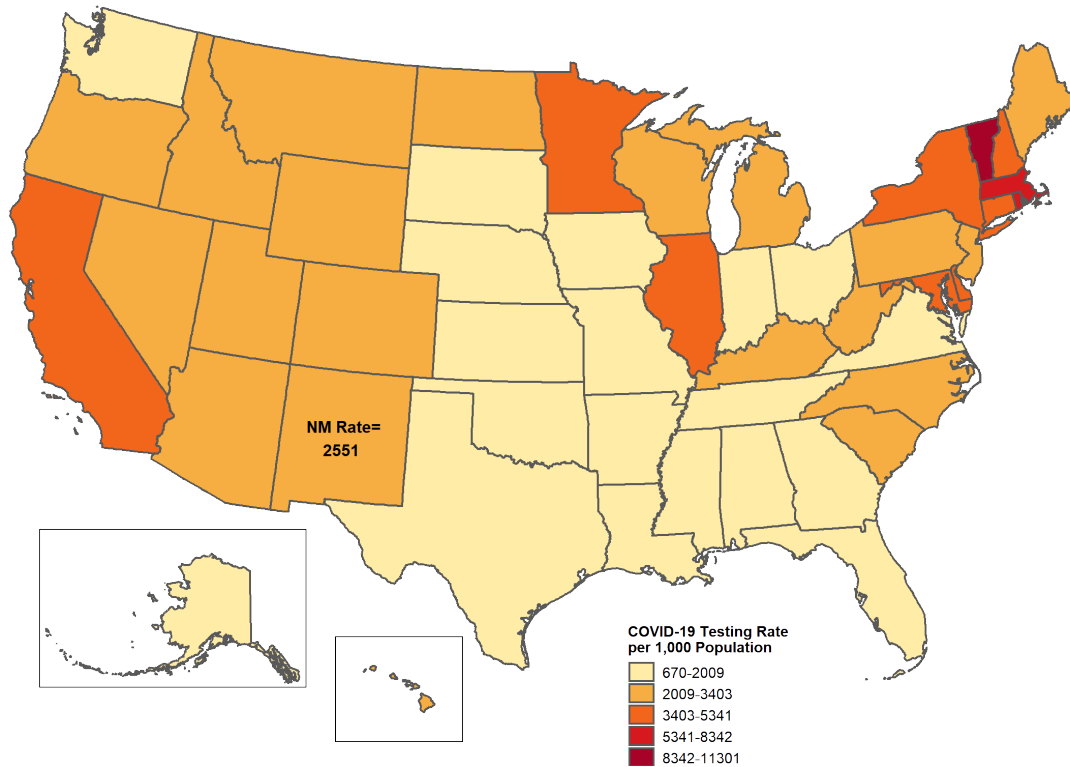 NM Rate=
2551
COVID-19 Testing Rate
per 1,000 Population
670-2009
2009-3403
3403-5341
5341-8342
8342-11301